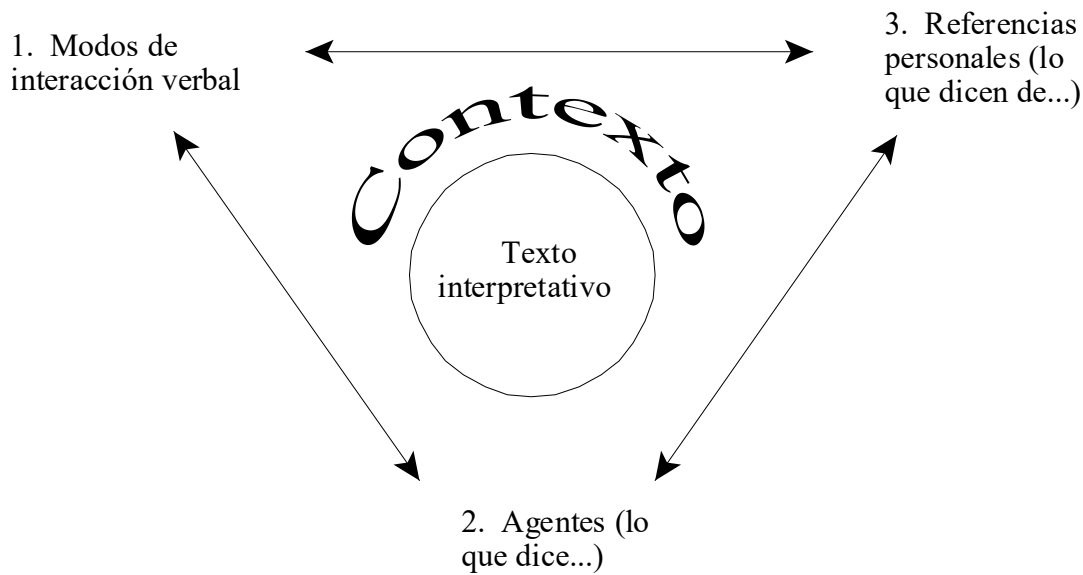 1. Modos de
interacción verbal
3. Referencias
personales (lo
que dicen de...)
Contexto
Texto
interpretativo
2. Agentes (lo
que dice...)